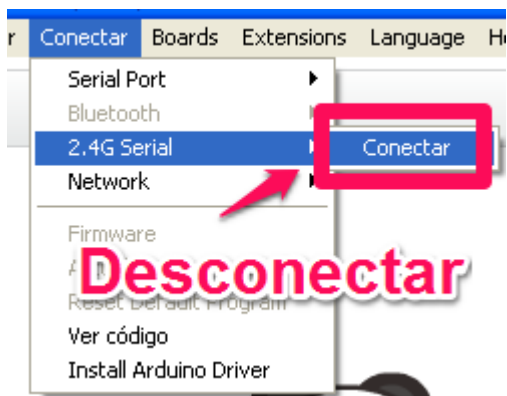 r Conectar Boards Extensions Language H
Serial Port
Bluetooth
2.4G Serial Conectar
Network
Firmware
Desconectar
Reset Default Program
Ver código
Install Arduino Driver